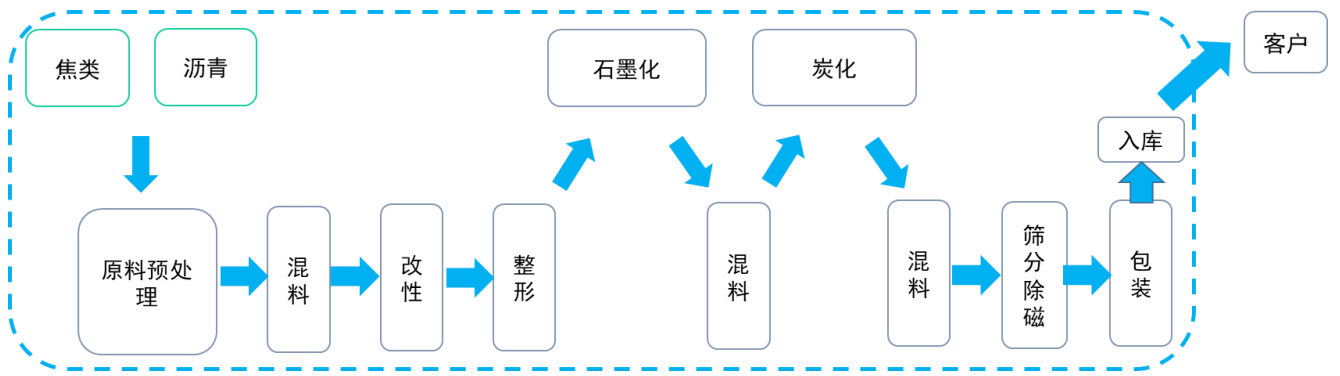 焦类
沥青
石墨化
炭化
客户
入库
原料预处
理
混
料
改
性
整
形
混
料
混
料
筛
分
除
磁
包
装